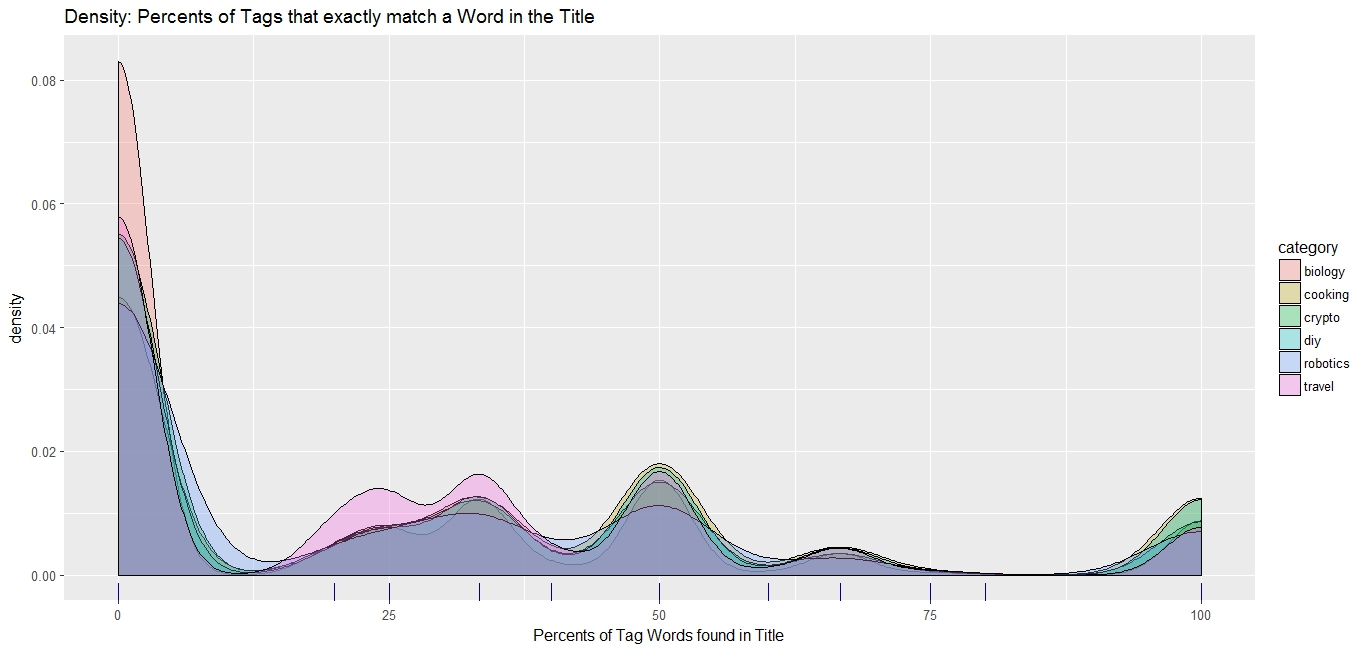 Density: Percents of Tags that exactly match a Word in the Title
0.08
0.06
0.04
0.02
0.00
density
0
25
50
75
100
Percents of Tag Words found in Title
category
biology
cooking
crypto
diy
robotics
travel